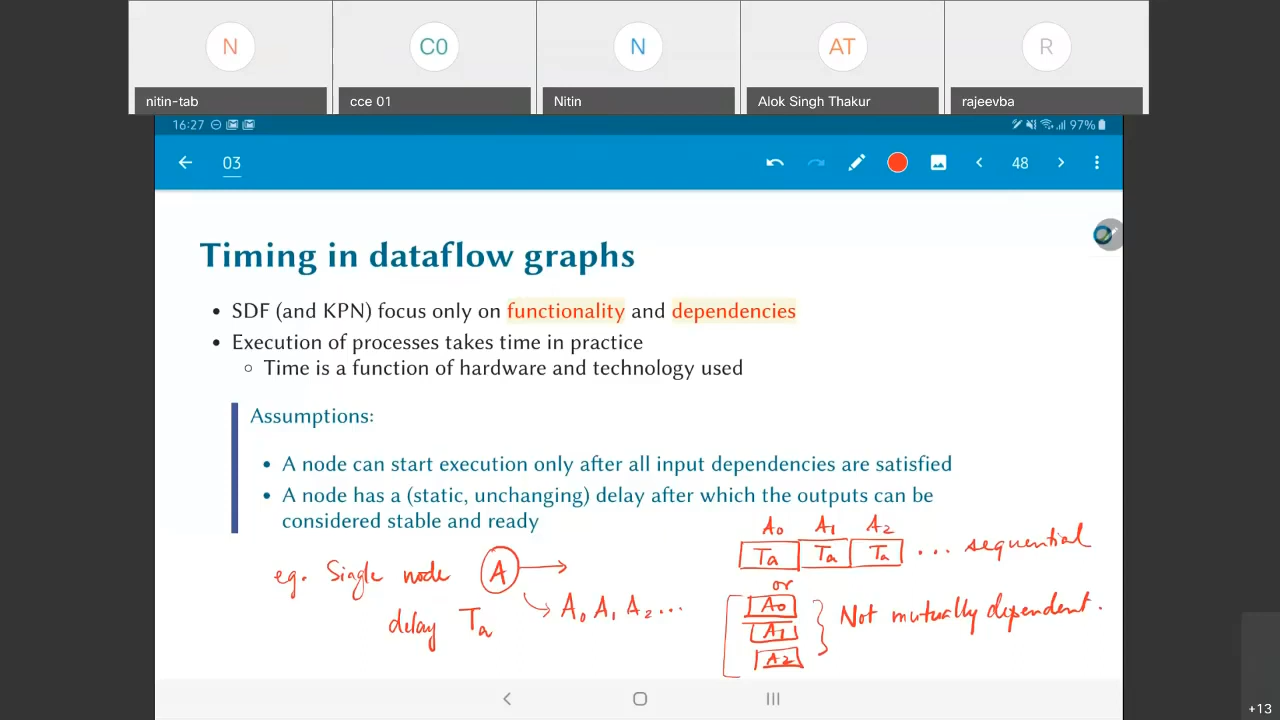 N C0 N AT R
nitin-tab cce 01 Nitin Alok Singh Thakur rajeevba
16:27 97%
03 48
Timing in dataflow graphs
• SDF (and KPN) focus only on functionality and dependencies
• Execution of processes takes time in practice
◦ Time is a function of hardware and technology used
Assumptions:
• A node can start execution only after all input dependencies are satisfied
• A node has a (static, unchanging) delay after which the outputs can be
considered stable and ready
A0 A1 A2
Ta Ta Ta ... sequential
eg. Single node A
or
delay Ta A0 A1 A2 ...
A0
A1 Not mutually dependent.
A2
+13